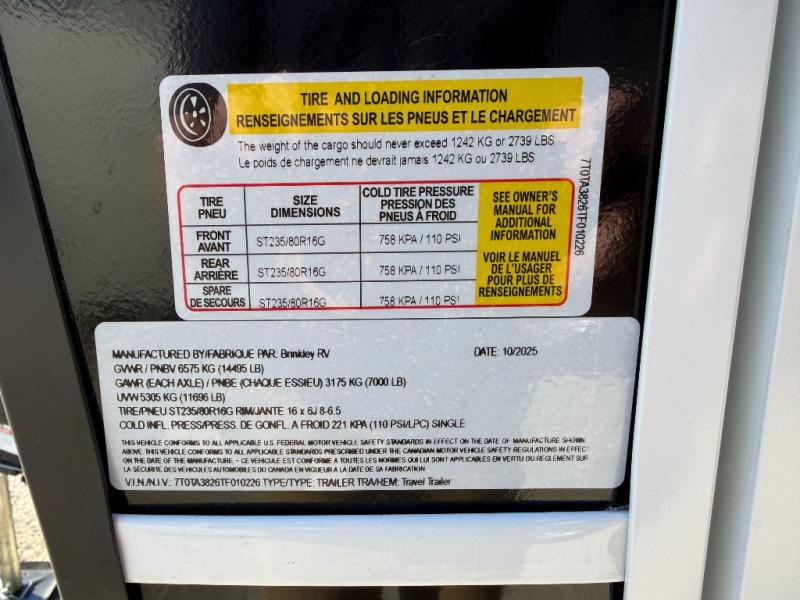 TIRE AND LOADING INFORMATION
RENSEIGNEMENTS SUR LES PNEUS ET LE CHARGEMENT
The weight of the cargo should never exceed 1242 KG or 2739 LBS
Le poids de chargement ne devrait jamais 1242 KG ou 2739 LBS
TIRE
PNEU
SIZE
DIMENSIONS
COLD TIRE PRESSURE
PRESSION DES
PNEUS À FROID
FRONT
AVANT
ST235/80R16G
758 KPA / 110 PSI
REAR
ARRIÈRE
ST235/80R16G
758 KPA / 110 PSI
SPARE
DE SECOURS
ST235/80R16G
758 KPA / 110 PSI
SEE OWNER'S
MANUAL FOR
ADDITIONAL
INFORMATION
VOIR LE MANUEL
DE L'USAGER
POUR PLUS DE
RENSEIGNEMENTS
7T0TA3826TF010226
MANUFACTURED BY/FABRIQUE PAR: Brinkley RV DATE: 10/2025
GVWR / PNBV 6575 KG (14495 LB)
GAWR (EACH AXLE) / PNBE (CHAQUE ESSIEU) 3175 KG (7000 LB)
UVW 5305 KG (11696 LB)
TIRE/PNEU ST235/80R16G RIM/JANTE 16 x 6J 8-6.5
COLD INFL. PRESS/PRESS. DE GONFL. A FROID 221 KPA (110 PSI/LPC) SINGLE
THIS VEHICLE CONFORMS TO ALL APPLICABLE U.S. FEDERAL MOTOR VEHICLE SAFETY STANDARDS IN EFFECT ON THE DATE OF MANUFACTURE SHOWN
ABOVE. THIS VEHICLE CONFORMS TO ALL APPLICABLE STANDARDS PRESCRIBED UNDER THE CANADIAN MOTOR VEHICLE SAFETY REGULATIONS IN EFFECT
ON THE DATE OF THE MANUFACTURE - CE VÉHICULE EST CONFORME A TOUTES LES NORMES QUI LUI SONT APPLICABLES EN VERTU DU RÈGLEMENT SUR
LA SÉCURITÉ DES VÉHICULES AUTOMOBILES DU CANADA EN VIGUEUR A LA DATE DE SA FABRICATION.
V.I.N./N.I.V.: 7T0TA3826TF010226 TYPE/TYPE: TRAILER TRA/REM: Travel Trailer